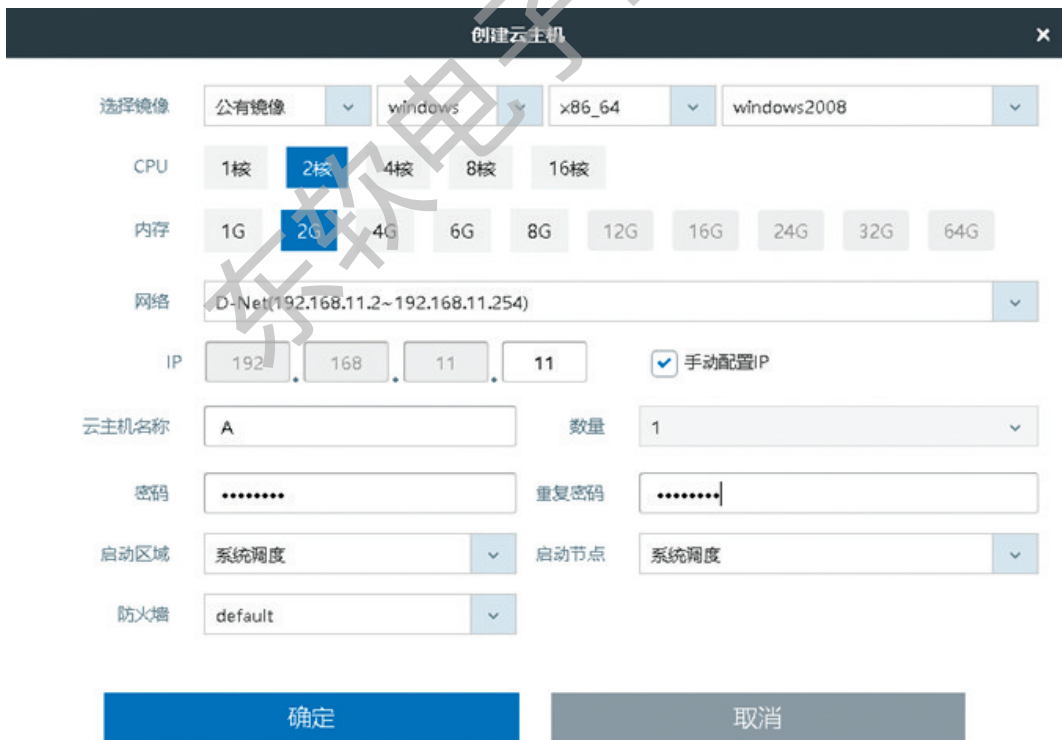 创建云主机 ×
选择镜像 公有镜像 windows x86_64 windows2008
CPU 1核 2核 4核 8核 16核
内存 1G 2G 4G 6G 8G 12G 16G 24G 32G 64G
网络 D-Net(192.168.11.2~192.168.11.254)
IP 192 . 168 . 11 . 11 手动配置IP
云主机名称 A 数量 1
密码 •••••••• 重复密码 ••••••••
启动区域 系统调度 启动节点 系统调度
防火墙 default
确定 取消
东软电子